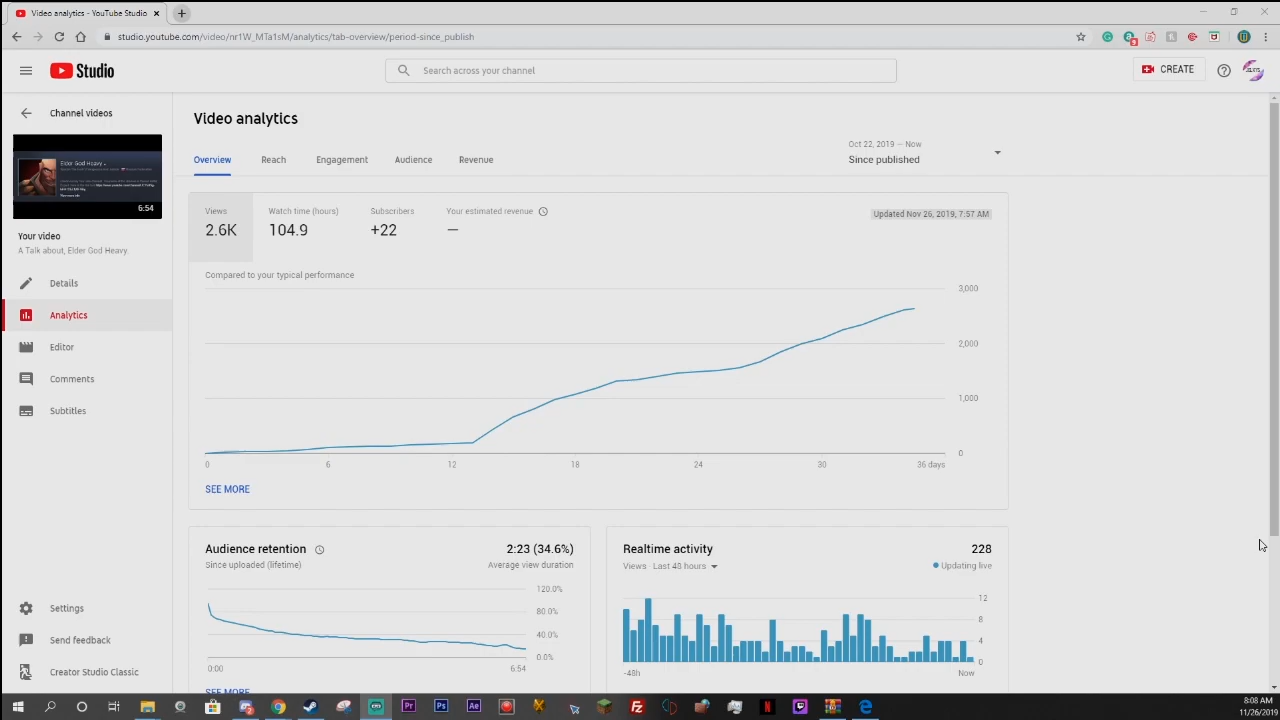 Video analytics - YouTube Studio
studio.youtube.com/video/nr1W_MTa1sM/analytics/tab-overview/period-since_publish
Studio
Search across your channel
CREATE
Channel videos
Elder God Heavy
6:54
Your video
A Talk about, Elder God Heavy.
Details
Analytics
Editor
Comments
Subtitles
Settings
Send feedback
Creator Studio Classic
Video analytics
Overview Reach Engagement Audience Revenue
Oct 22, 2019 – Now
Since published
Views Watch time (hours) Subscribers Your estimated revenue
2.6K 104.9 +22 —
Updated Nov 26, 2019, 7:57 AM
Compared to your typical performance
3,000
2,000
1,000
0
0 6 12 18 24 30 36 days
SEE MORE
Audience retention 2:23 (34.6%)
Since uploaded (lifetime) Average view duration
120.0%
80.0%
40.0%
0.0%
0:00 6:54
SEE MORE
Realtime activity 228
Views Last 48 hours Updating live
12
8
4
0
-48h Now
8:08 AM
11/26/2019